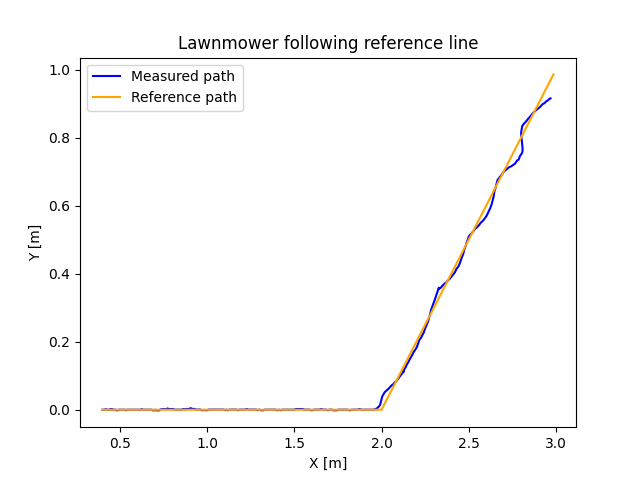 Lawnmower following reference line
Measured path
Reference path
1.0
0.8
0.6
0.4
0.2
0.0
Y [m]
0.5 1.0 1.5 2.0 2.5 3.0
X [m]